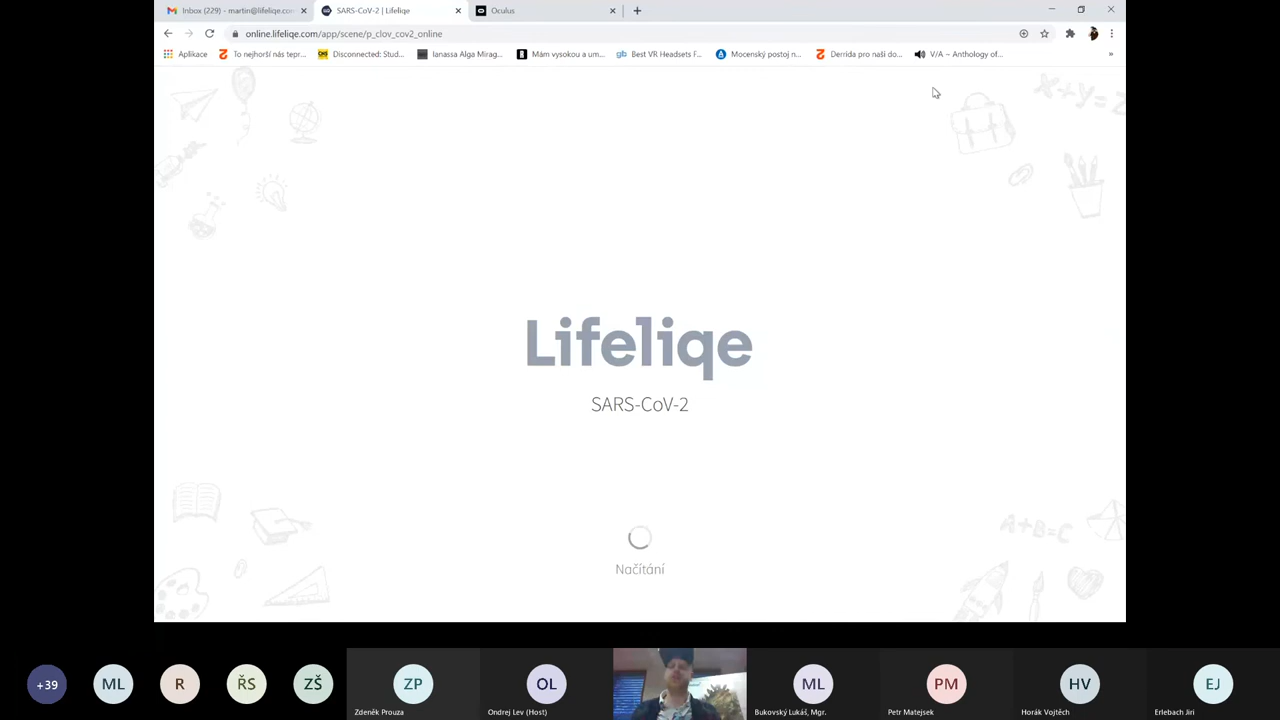 Inbox (229) - martin@lifeliqe.con
SARS-CoV-2 | Lifeliqe
Oculus
online.lifeliqe.com/app/scene/p_clov_cov2_online
Aplikace
To nejhorší nás tepr...
Disconnected: Stud...
Ianassa Alga Mirag...
Mám vysokou a um...
gb Best VR Headsets F...
Mocenský postoj n...
Derrida pro naši do...
V/A – Anthology of...
»
X+y=Z
Lifeliqe
SARS-CoV-2
A+B=C
Načítání
+39
ML
R
ŘS
ZŠ
ZP
Zdeněk Prouza
OL
Ondrej Lev (Host)
ML
Bukovský Lukáš, Mgr.
PM
Petr Matejsek
HV
Horák Vojtěch
EJ
Erlebach Jiri